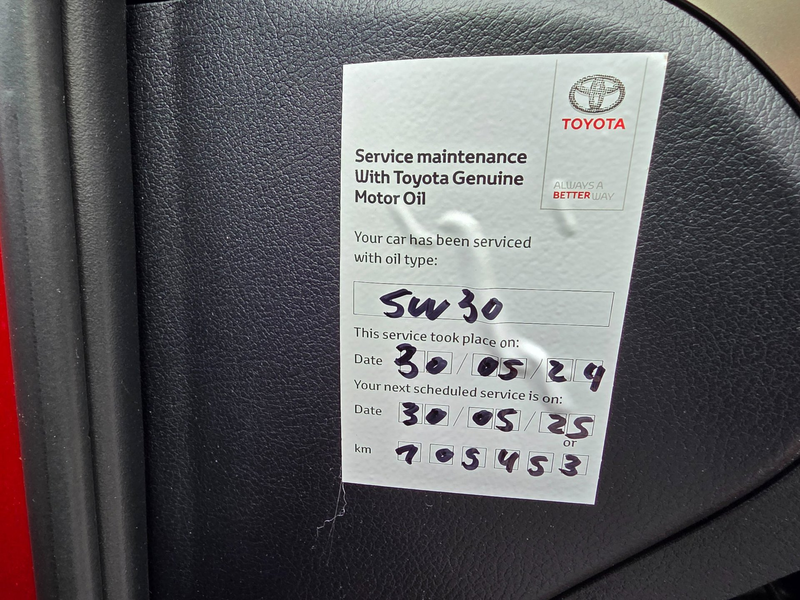 TOYOTA
ALWAYS A
BETTER WAY
Service maintenance
With Toyota Genuine
Motor Oil
Your car has been serviced
with oil type:
5W30
This service took place on:
Date 30/05/24
Your next scheduled service is on:
Date 30/05/25
or
km 105453